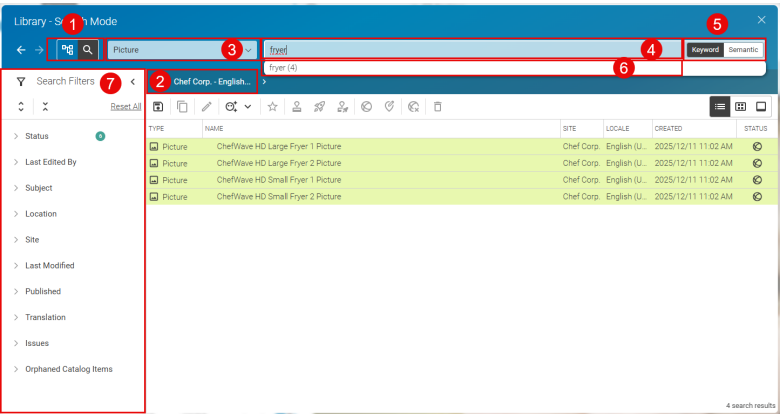 Library - Search Mode
1
5
Picture
3
fryer
4
Keyword
Semantic
fryer (4)
6
Search Filters
7
2
Chef Corp. - English...
Reset All
TYPE NAME SITE LOCALE CREATED STATUS
Status 6
Picture ChefWave HD Large Fryer 1 Picture Chef Corp. English (U... 2025/12/11 11:02 AM
Picture ChefWave HD Large Fryer 2 Picture Chef Corp. English (U... 2025/12/11 11:02 AM
Picture ChefWave HD Small Fryer 1 Picture Chef Corp. English (U... 2025/12/11 11:02 AM
Picture ChefWave HD Small Fryer 2 Picture Chef Corp. English (U... 2025/12/11 11:02 AM
Last Edited By
Subject
Location
Site
Last Modified
Published
Translation
Issues
Orphaned Catalog Items
4 search results